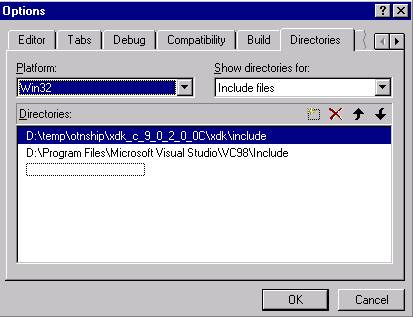 Options
Editor Tabs Debug Compatibility Build Directories
Platform: Show directories for:
Win32 Include files
Directories:
D:\temp\otnship\xdk_c_9_0_2_0_0C\xdk\include
D:\Program Files\Microsoft Visual Studio\VC98\Include
OK Cancel